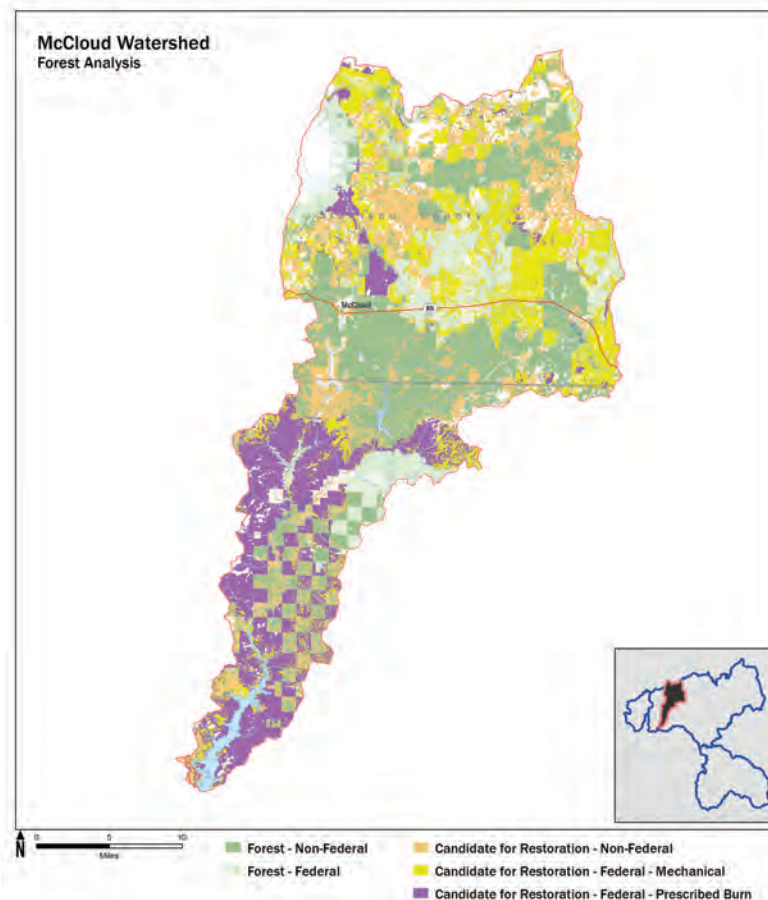 McCloud Watershed
Forest Analysis
McCloud
89
N
0 5 10
Miles
Forest - Non-Federal
Forest - Federal
Candidate for Restoration - Non-Federal
Candidate for Restoration - Federal - Mechanical
Candidate for Restoration - Federal - Prescribed Burn